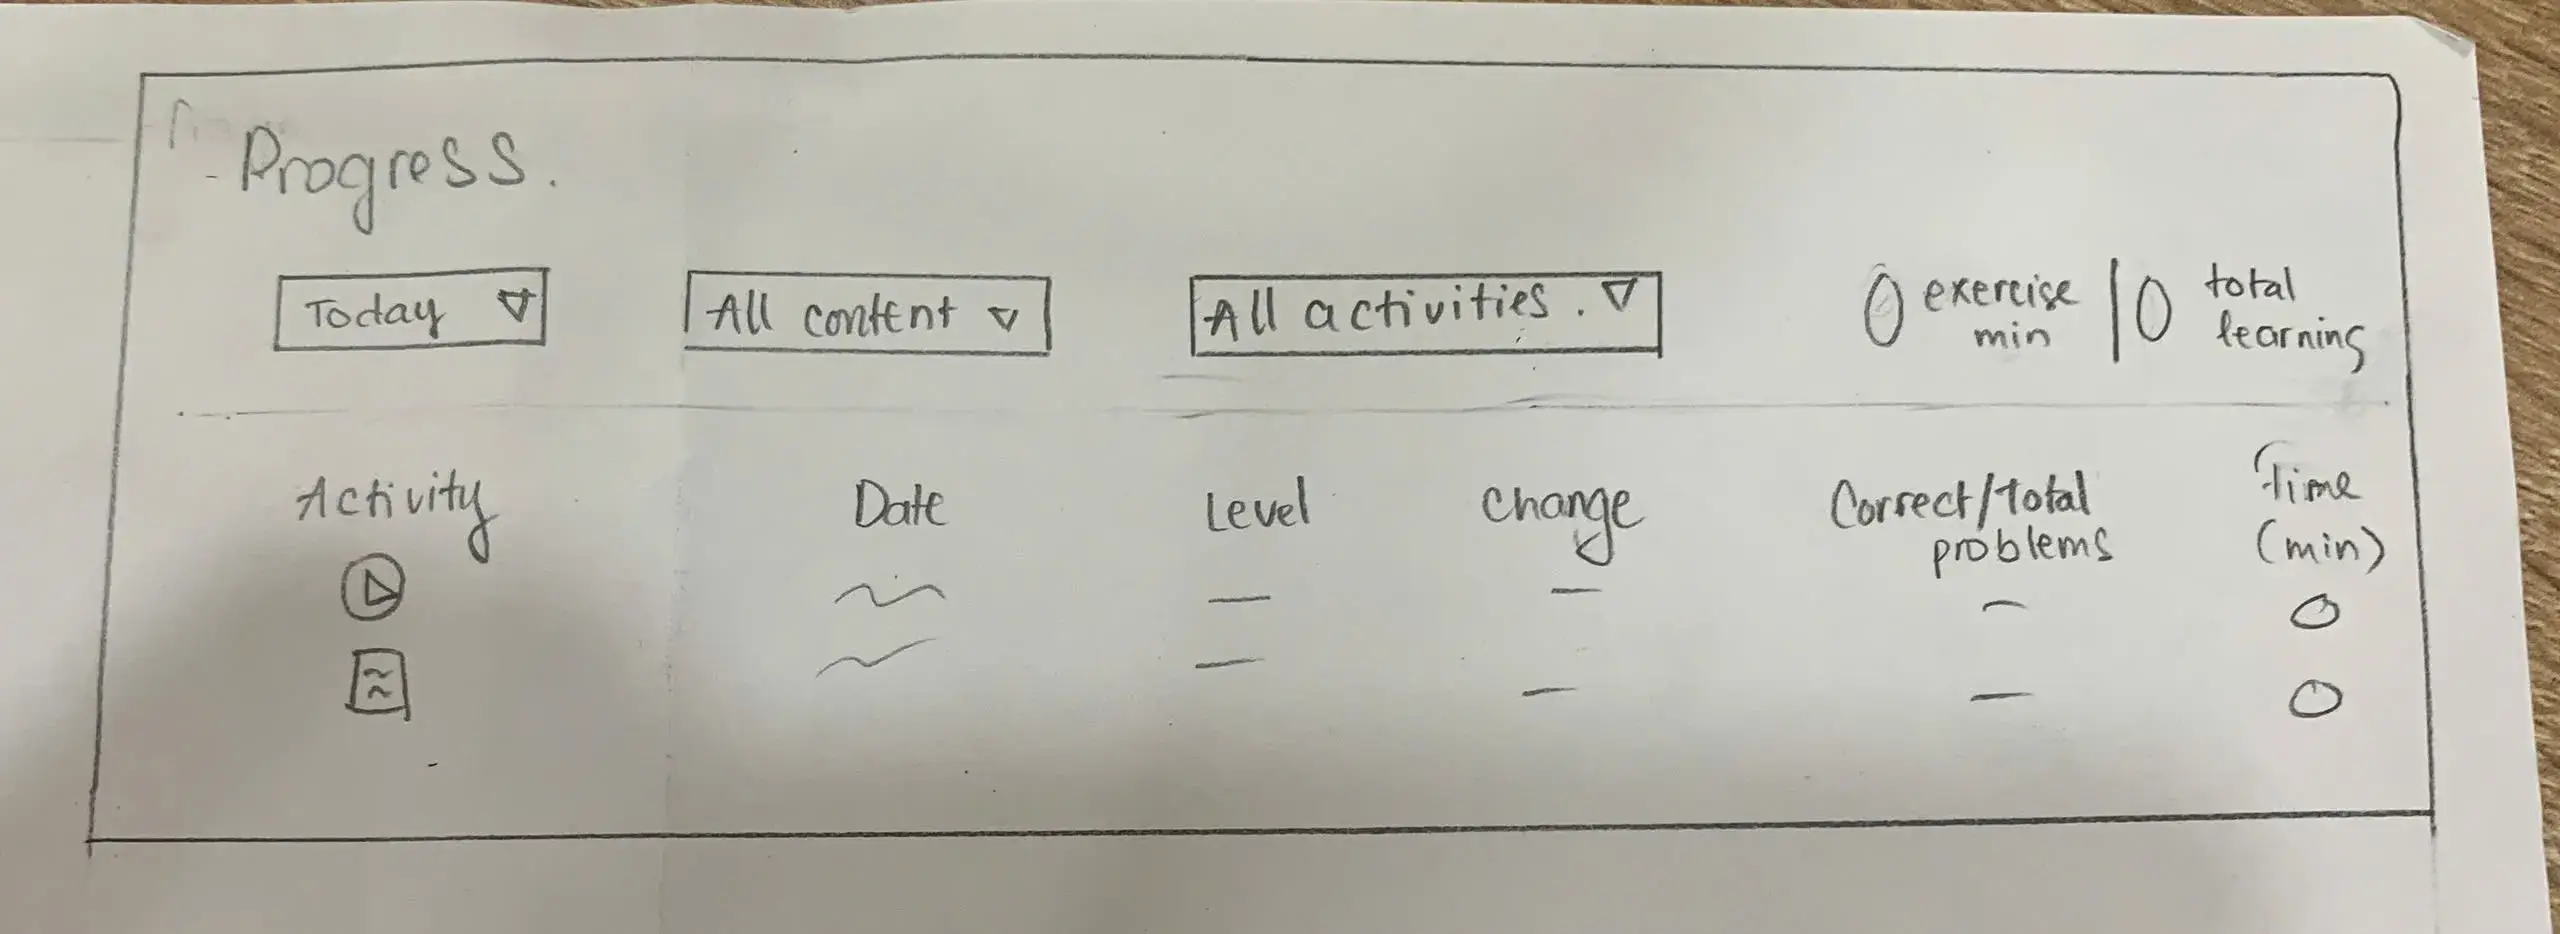 Progress.
Today
All content
All activities.
0 exercise min | 0 total learning
Activity
Date
Level
Change
Correct/total
problems
Time
(min)
0
0